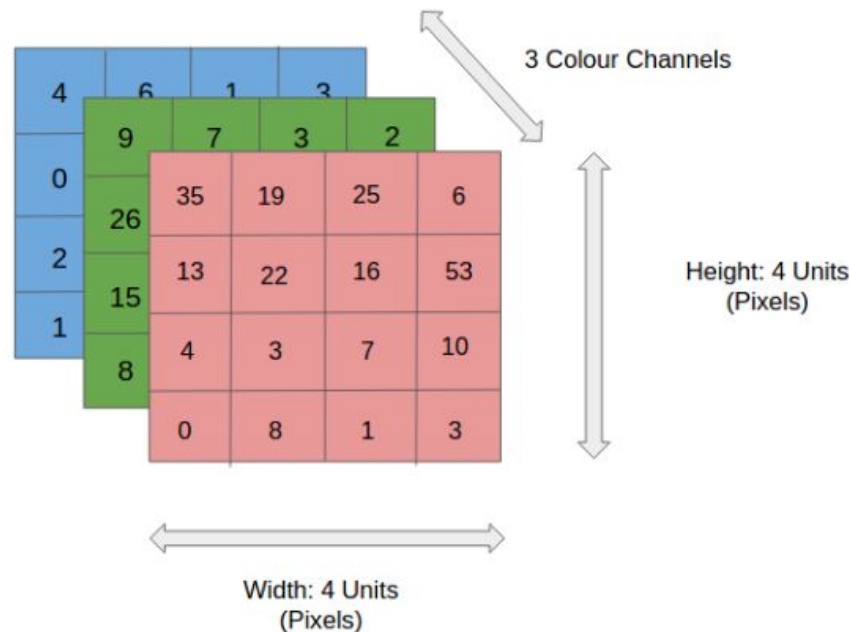 3 Colour Channels
4 6 1 3
9 7 3 2
0
35 19 25 6
26
13 22 16 53
2
Height: 4 Units
(Pixels)
15
1
4 3 7 10
8
0 8 1 3
Width: 4 Units
(Pixels)